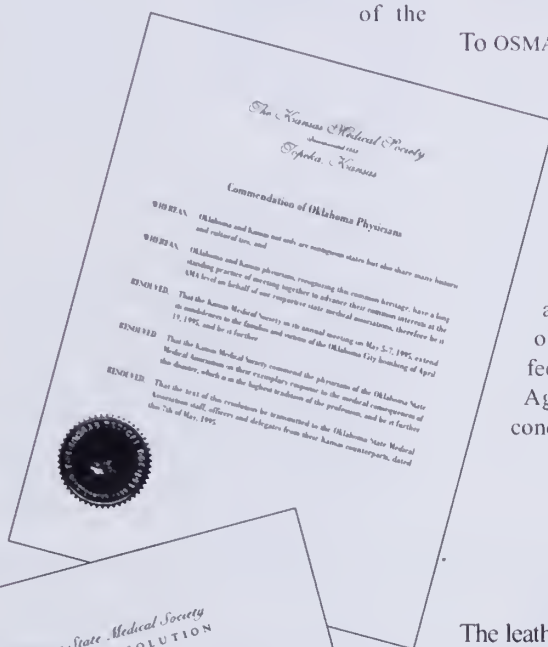 of the
To OSMA
The Kansas Medical Society
Topeka, Kansas
Commendation of Oklahoma Physicians
WHEREAS, Oklahoma and Kansas not only are contiguous states but also share many historic
and cultural ties, and
WHEREAS, Oklahoma and Kansas physicians, recognizing this common heritage, have a long
standing practice of meeting together to advance their common interests at the
AMA level on behalf of our respective state medical associations, therefore be it
RESOLVED, That the Kansas Medical Society in its annual meeting on May 5-7, 1995, extend
its condolences to the families and victims of the Oklahoma City bombing of April
19, 1995, and be it further
RESOLVED, That the Kansas Medical Society commend the physicians of the Oklahoma State
Medical Association on their exemplary response to the medical consequences of
this disaster, which is in the highest tradition of the profession, and be it further
RESOLVED, That the text of this resolution be transmitted to the Oklahoma State Medical
Association staff, officers and delegates from their Kansas counterparts, dated
this 7th of May, 1995
a
o
fee
Ag
cond
State Medical Society
OLUTION
The leath